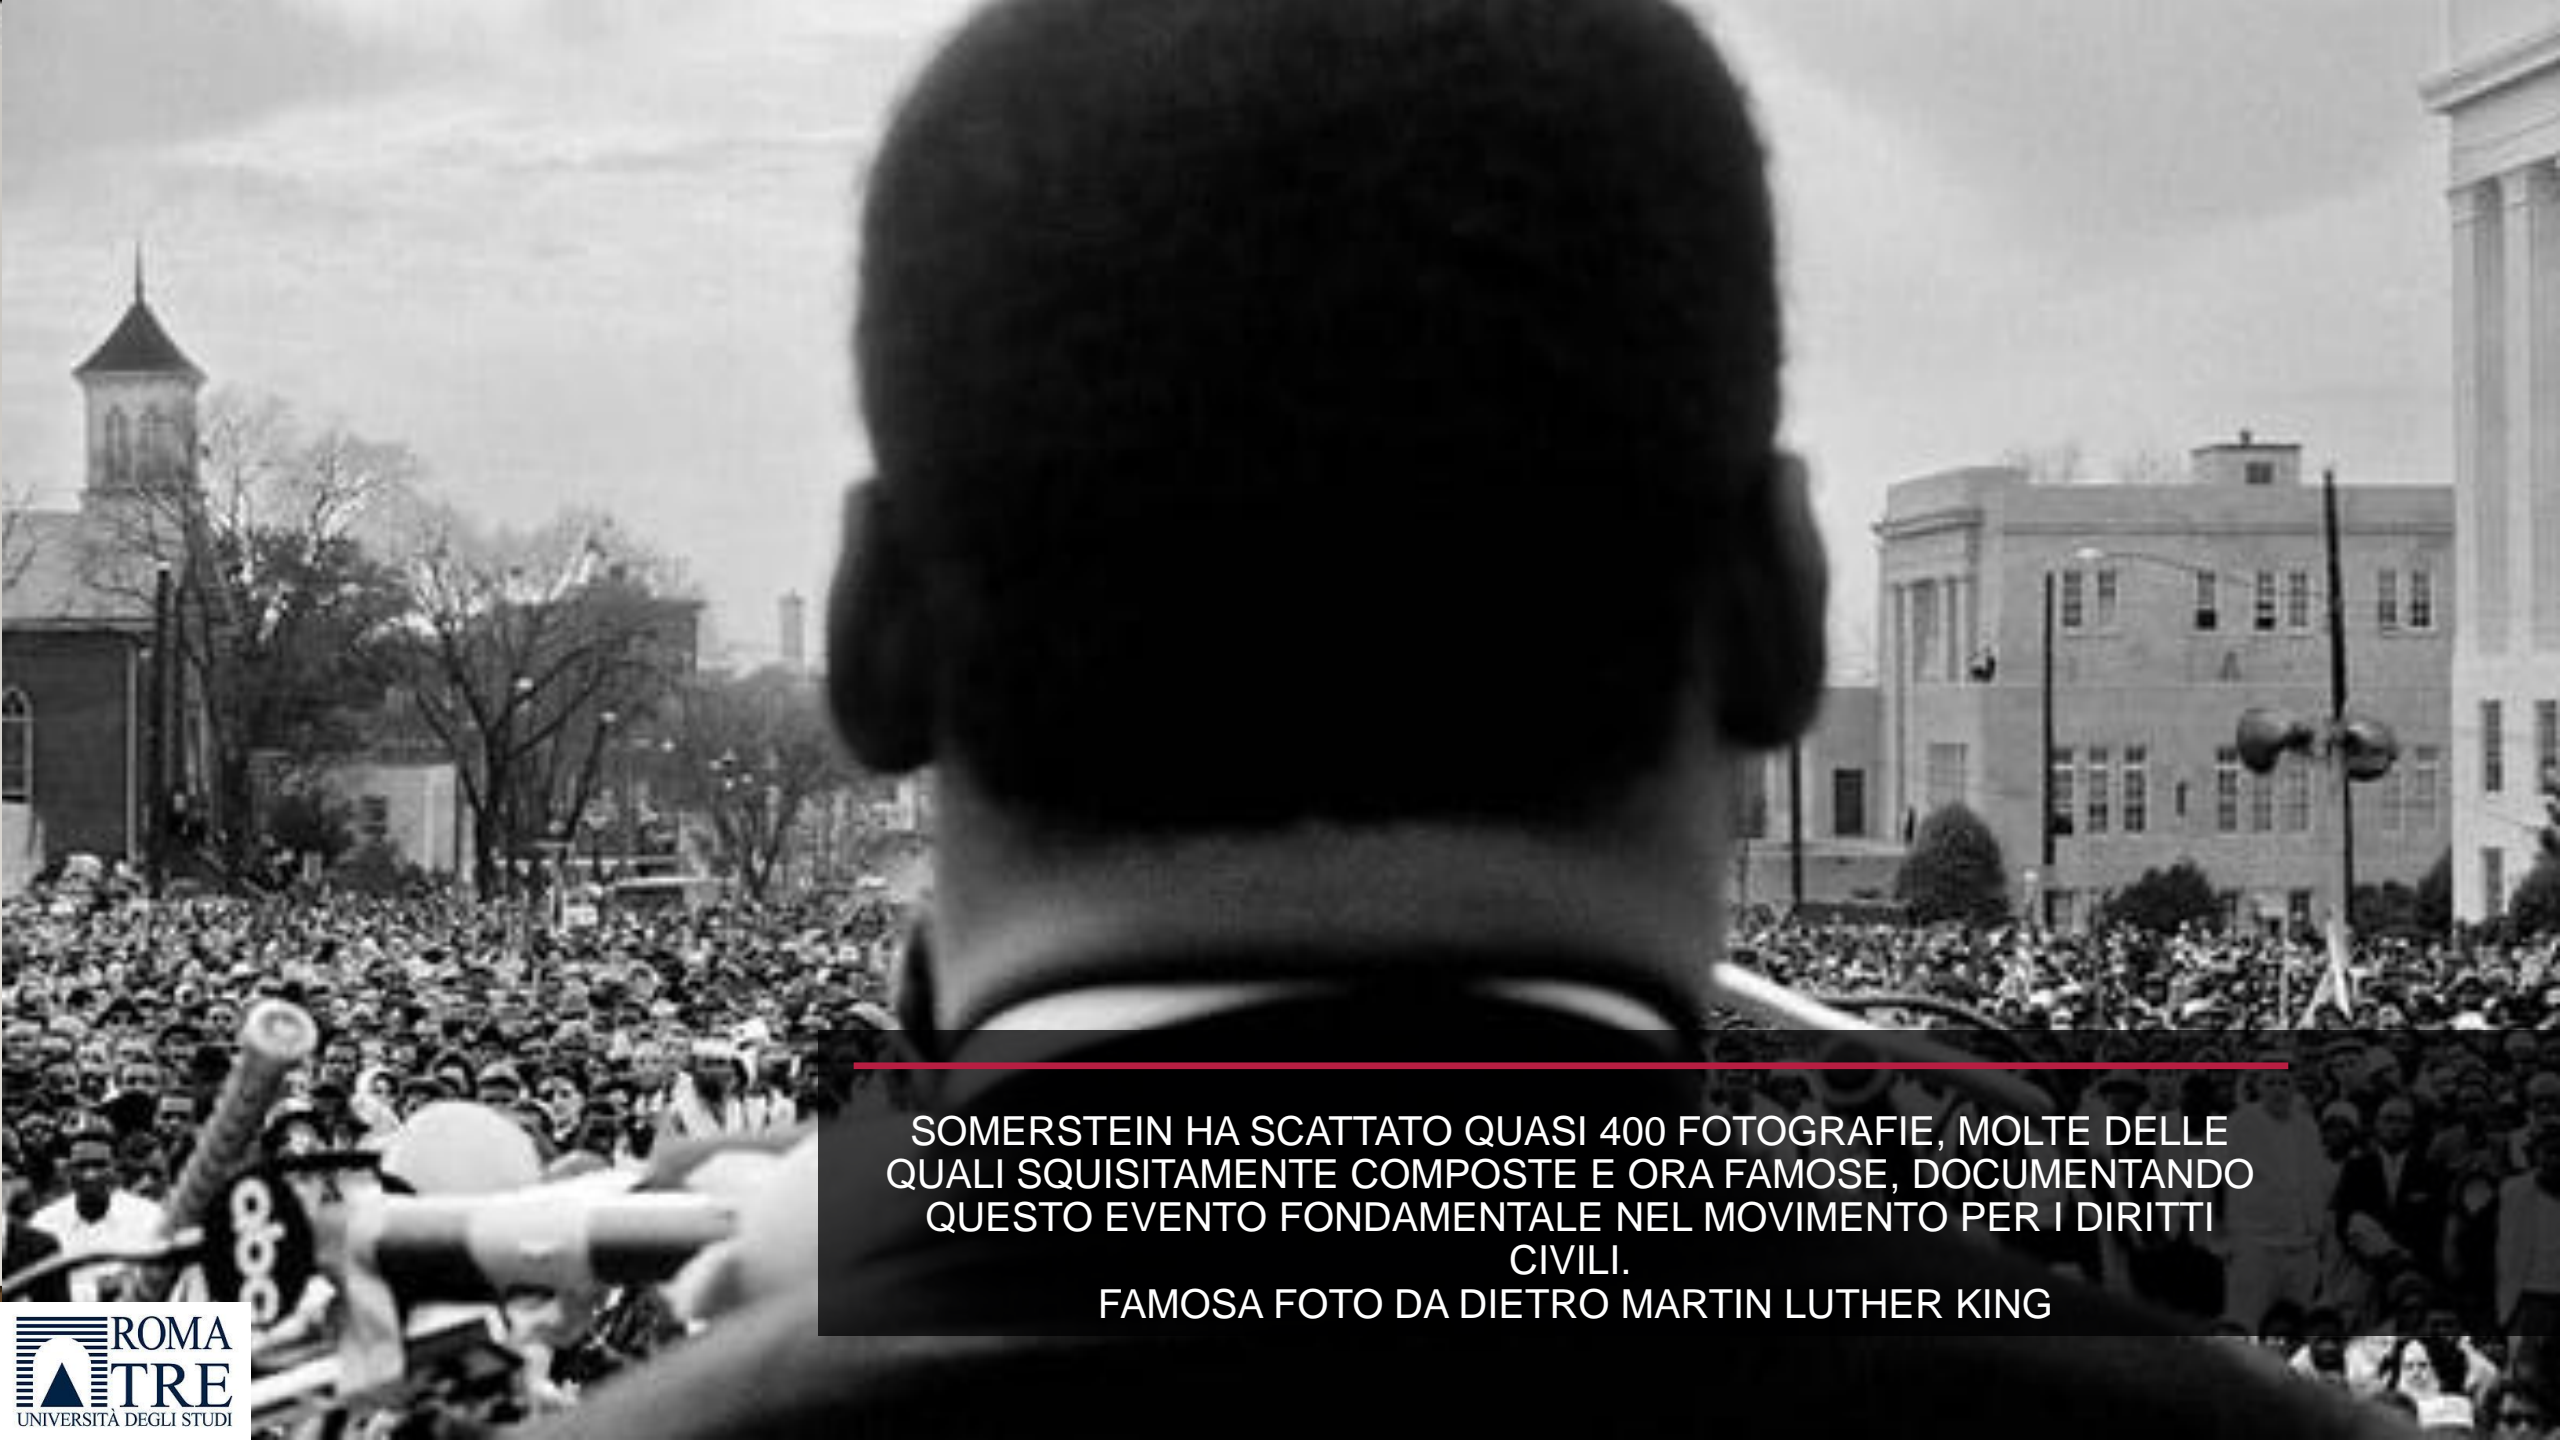 SOMERSTEIN HA SCATTATO QUASI 400 FOTOGRAFIE, MOLTE DELLE
QUALI SQUISITAMENTE COMPOSTE E ORA FAMOSE, DOCUMENTANDO
QUESTO EVENTO FONDAMENTALE NEL MOVIMENTO PER I DIRITTI
CIVILI.
FAMOSA FOTO DA DIETRO MARTIN LUTHER KING
ROMA
TRE
UNIVERSITÀ DEGLI STUDI